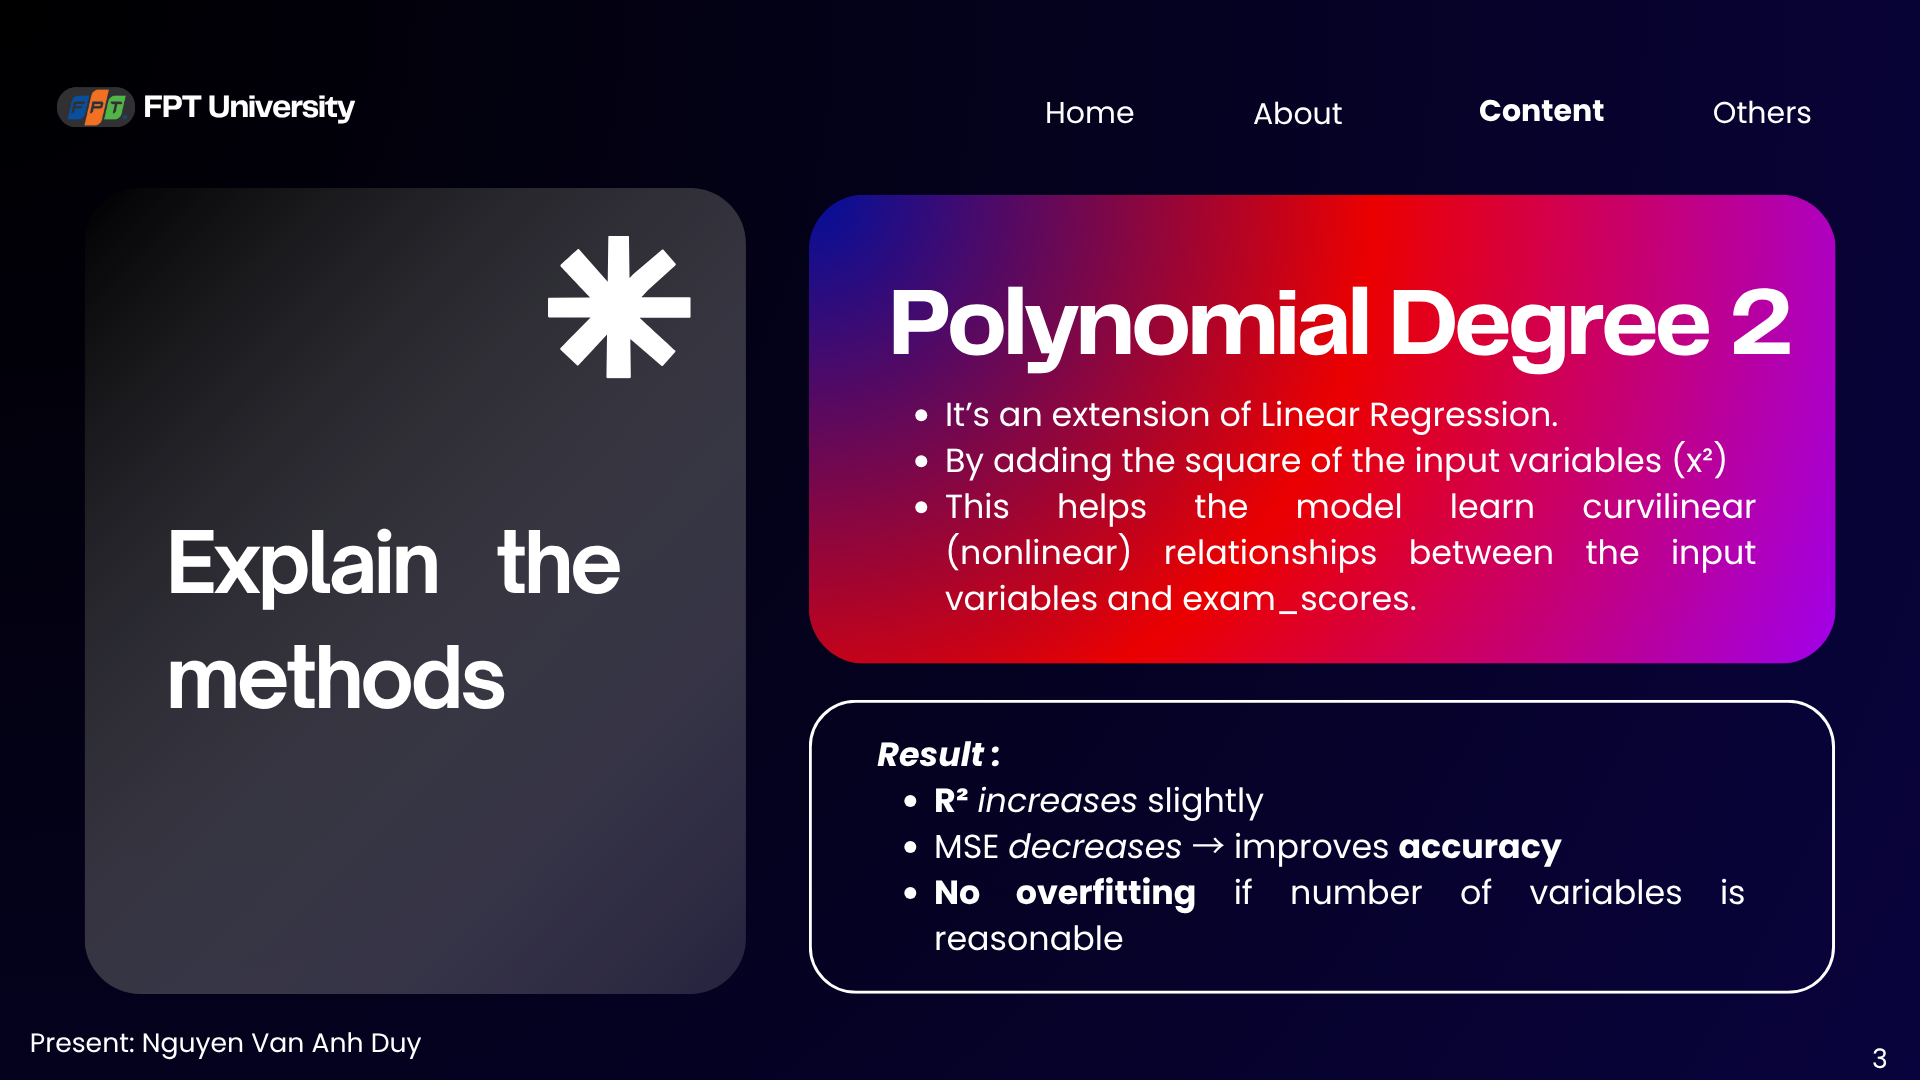 FPT FPT University
Home About Content Others
Explain the
methods
Polynomial Degree 2
• It’s an extension of Linear Regression.
• By adding the square of the input variables (x²)
• This helps the model learn curvilinear
(nonlinear) relationships between the input
variables and exam_scores.
Result :
• R² increases slightly
• MSE decreases → improves accuracy
• No overfitting if number of variables is
reasonable
Present: Nguyen Van Anh Duy
3